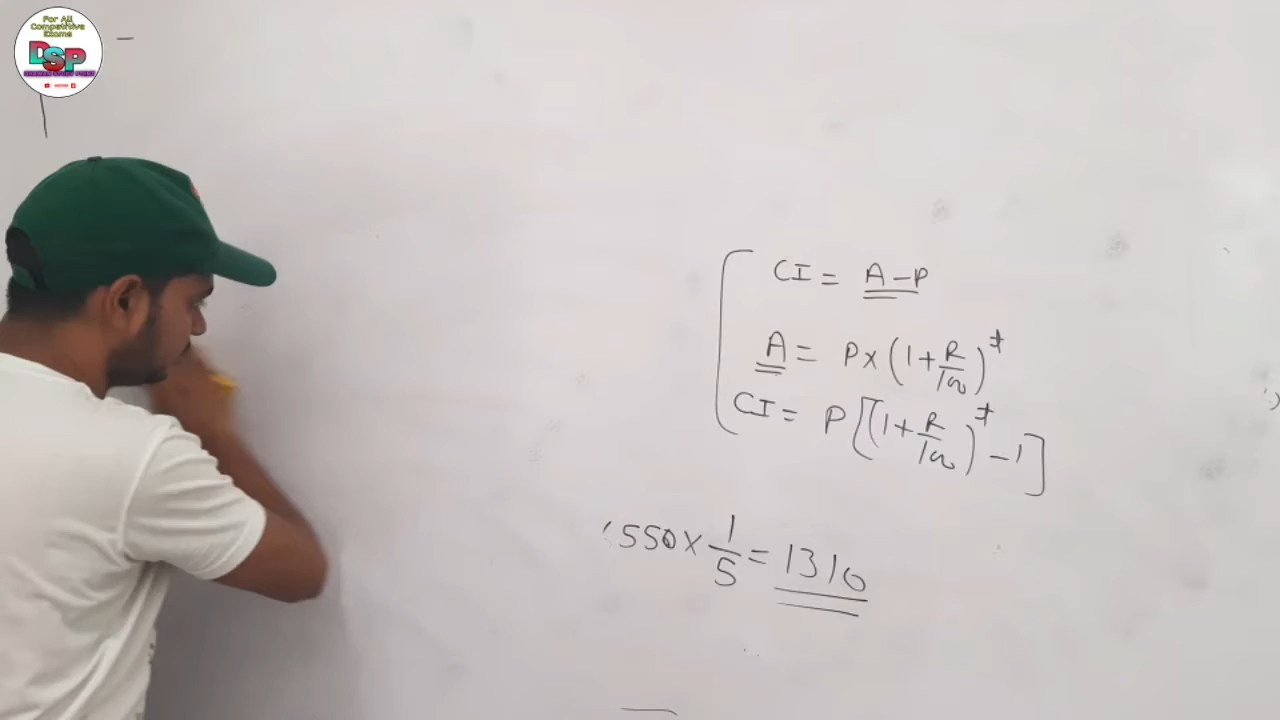 For All
Competitive
Exams
DSP
CI = A - P
A = P × (1 + R/100)^t
CI = P [(1 + R/100)^t - 1]
550 × 1/5 = 1310